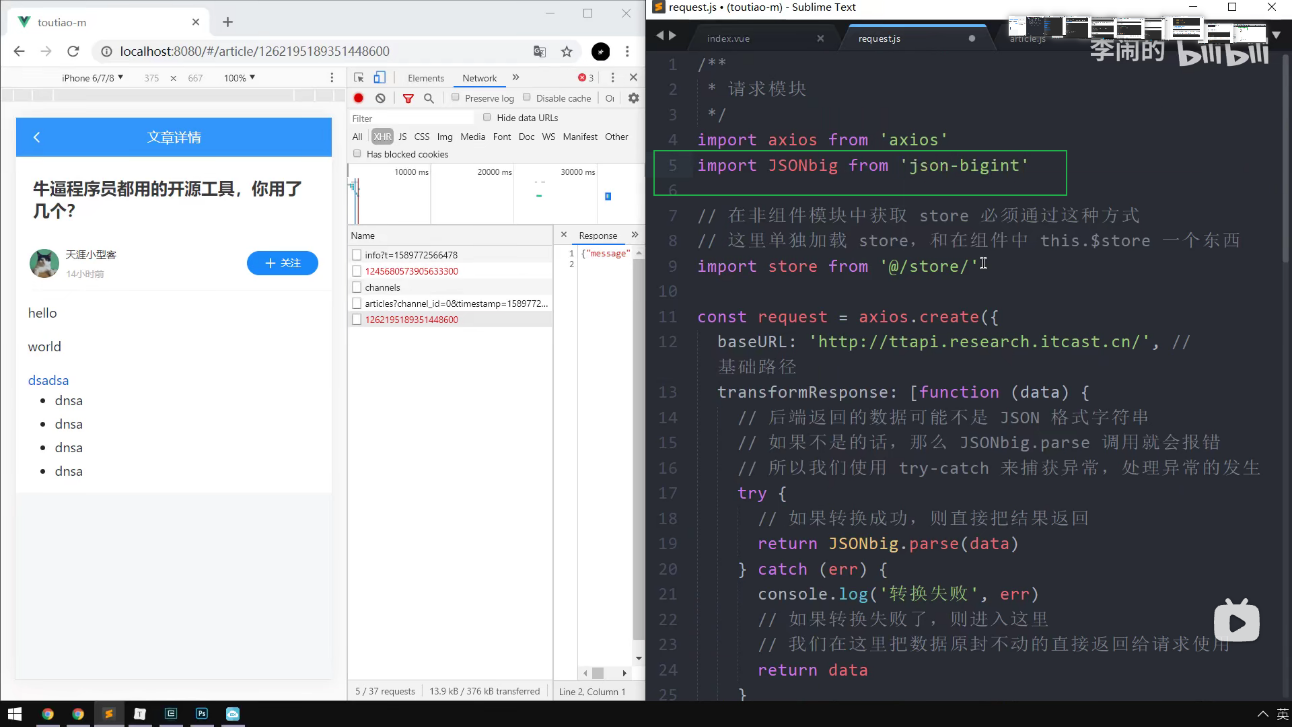 toutiao-m
localhost:8080/#/article/1262195189351448600
iPhone 6/7/8 ▼ 375 × 667 100% ▼
文章详情
牛逼程序员都用的开源工具，你用了
几个?
天涯小型客
14小时前
+ 关注
hello
world
dsadsa
• dnsa
• dnsa
• dnsa
• dnsa
Elements Network » 3
Preserve log Disable cache
Filter Hide data URLs
All XHR JS CSS Img Media Font Doc WS Manifest Other
Has blocked cookies
10000 ms 20000 ms 30000 ms
Name
info?t=1589772566478
1245680573905633300
channels
articles?channel_id=0&timestamp=1589772...
1262195189351448600
× Response »
1 {"message"
2
5 / 37 requests 13.9 kB / 376 kB transferred
Line 2, Column 1
request.js • (toutiao-m) - Sublime Text
index.vue
request.js
article.js
李闹的 bilibili
1 /**
2  * 请求模块
3  */
4 import axios from 'axios'
5 import JSONbig from 'json-bigint'
6
7 // 在非组件模块中获取 store 必须通过这种方式
8 // 这里单独加载 store，和在组件中 this.$store 一个东西
9 import store from '@/store/'
10
11 const request = axios.create({
12   baseURL: 'http://ttapi.research.itcast.cn/', //
基础路径
13   transformResponse: [function (data) {
14     // 后端返回的数据可能不是 JSON 格式字符串
15     // 如果不是的话，那么 JSONbig.parse 调用就会报错
16     // 所以我们使用 try-catch 来捕获异常，处理异常的发生
17     try {
18       // 如果转换成功，则直接把结果返回
19       return JSONbig.parse(data)
20     } catch (err) {
21       console.log('转换失败', err)
22       // 如果转换失败了，则进入这里
23       // 我们在这里把数据原封不动的直接返回给请求使用
24       return data
25     }
英